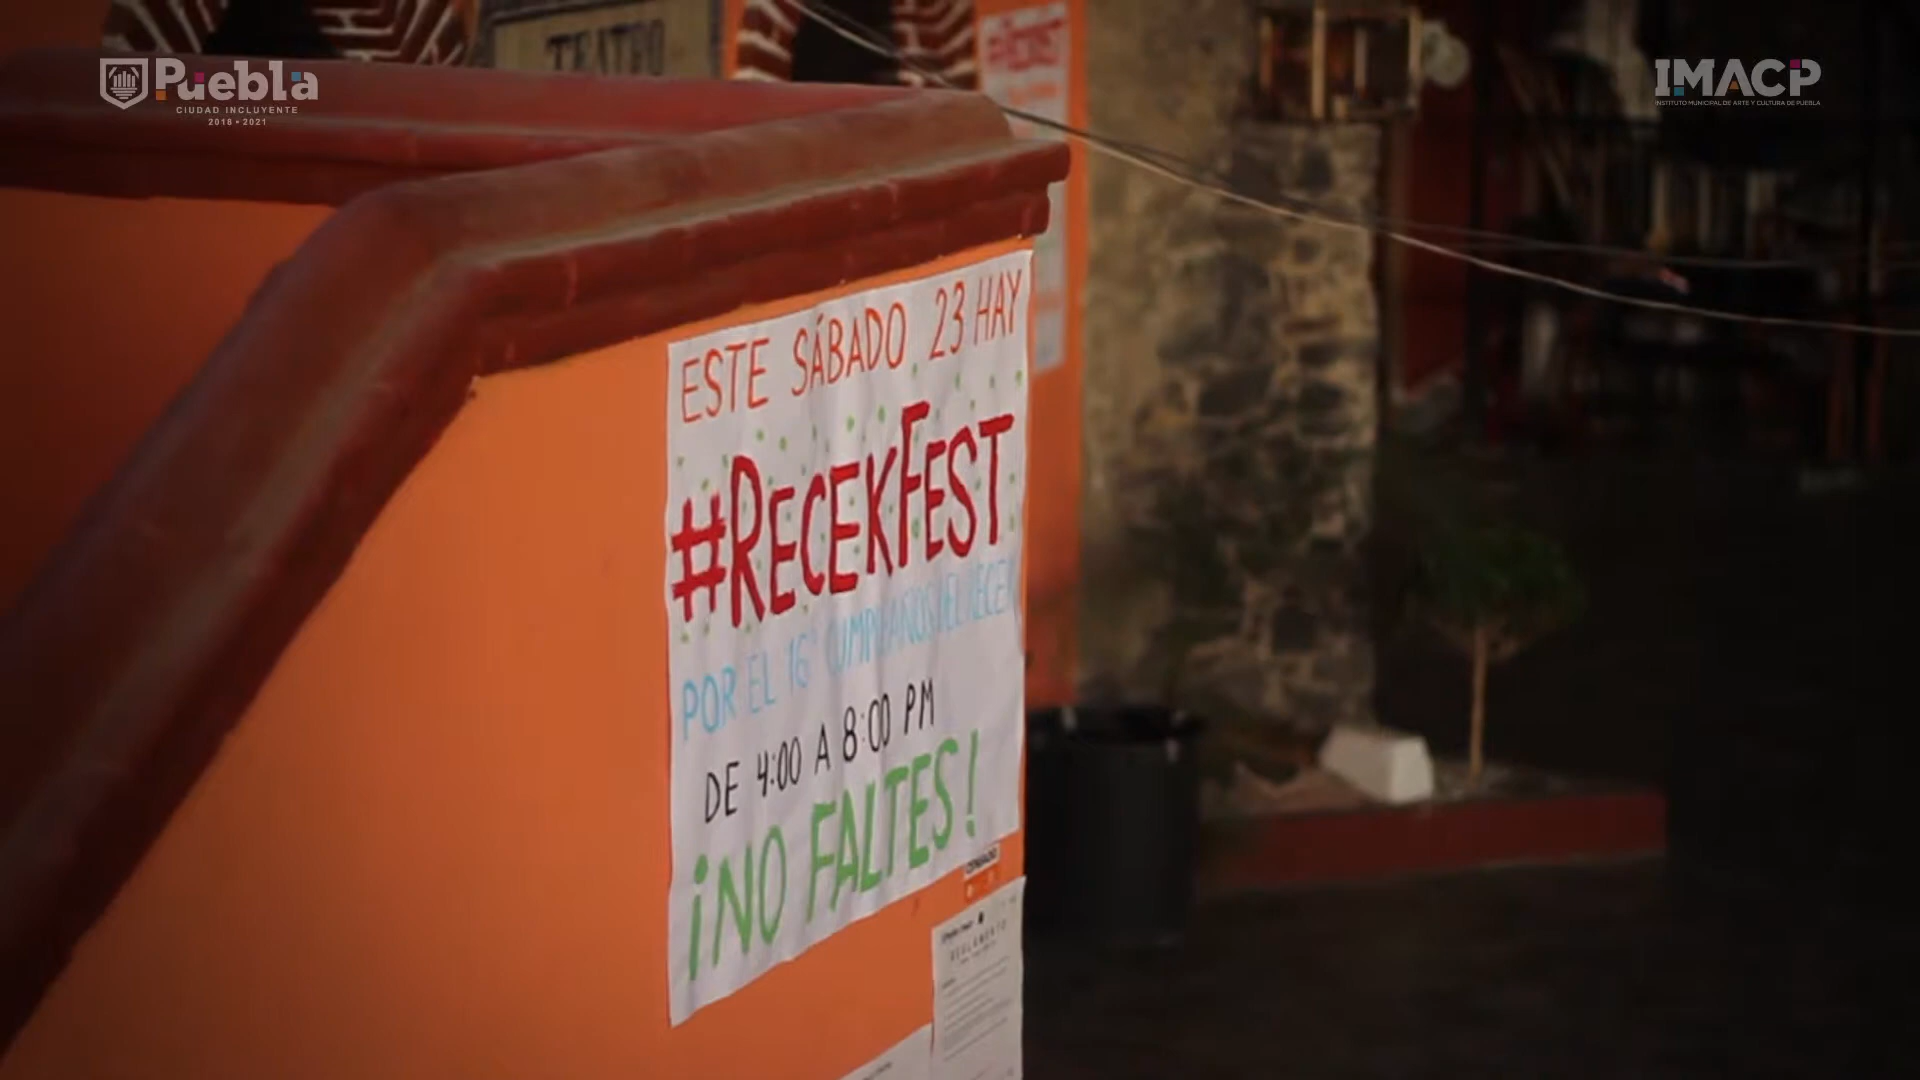 Puebla
CIUDAD INCLUYENTE
2018 • 2021
TEATRO
IMACP
INSTITUTO MUNICIPAL DE ARTE Y CULTURA DE PUEBLA
ESTE SÁBADO 23 HAY
#RECEKFEST
POR EL 16° CUMPLEAÑOS DEL RECEK
DE 4:00 A 8:00 PM
¡NO FALTES!
REGLAMENTO